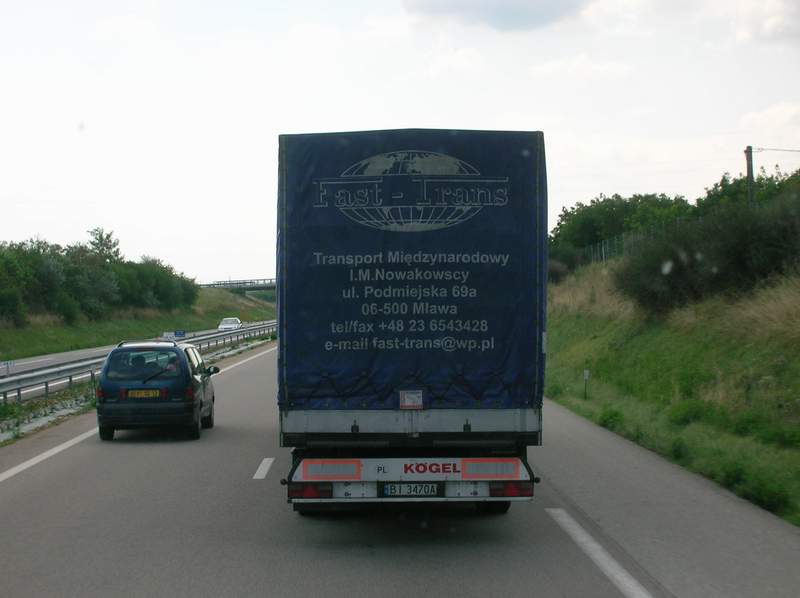 Fast - Trans
Transport Międzynarodowy
I.M.Nowakowscy
ul. Podmiejska 69a
06-500 Mława
tel/fax +48 23 6543428
e-mail fast-trans@wp.pl
PL KÖGEL
BI 3470A